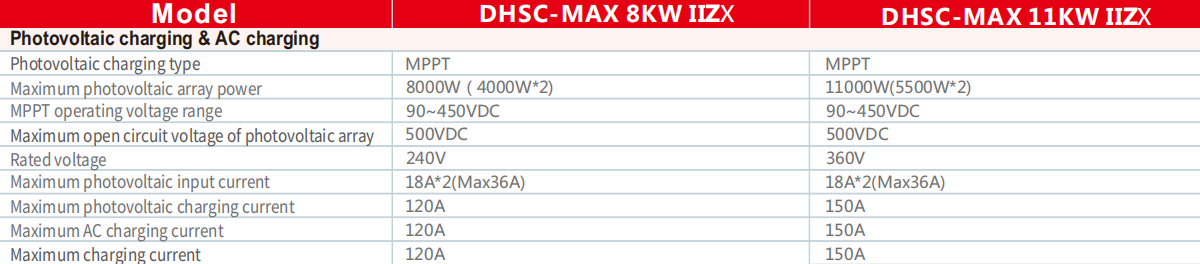 Model DHSC-MAX 8KW IIZX DHSC-MAX 11KW IIZX
Photovoltaic charging & AC charging
Photovoltaic charging type MPPT MPPT
Maximum photovoltaic array power 8000W ( 4000W*2) 11000W(5500W*2)
MPPT operating voltage range 90~450VDC 90~450VDC
Maximum open circuit voltage of photovoltaic array 500VDC 500VDC
Rated voltage 240V 360V
Maximum photovoltaic input current 18A*2(Max36A) 18A*2(Max36A)
Maximum photovoltaic charging current 120A 150A
Maximum AC charging current 120A 150A
Maximum charging current 120A 150A